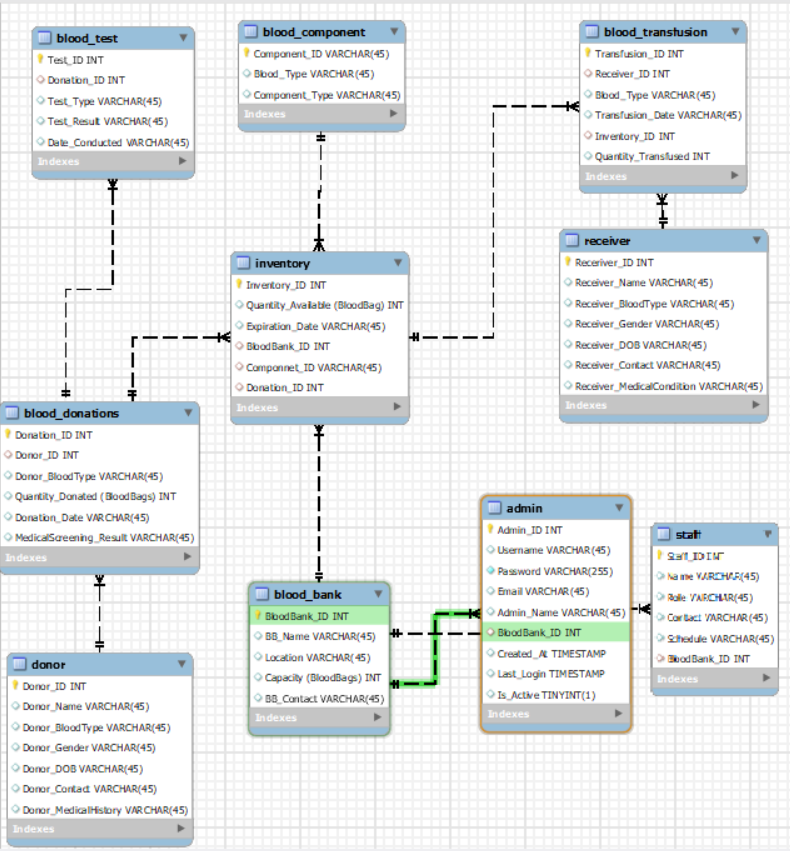 blood_test
Test_ID INT
Donation_ID INT
Test_Type VARCHAR(45)
Test_Result VARCHAR(45)
Date_Conducted VARCHAR(45)
Indexes
blood_component
Component_ID VARCHAR(45)
Blood_Type VARCHAR(45)
Component_Type VARCHAR(45)
Indexes
blood_transfusion
Transfusion_ID INT
Receiver_ID INT
Blood_Type VARCHAR(45)
Transfusion_Date VARCHAR(45)
Inventory_ID INT
Quantity_Transfused INT
Indexes
inventory
Inventory_ID INT
Quantity_Available (BloodBag) INT
Expiration_Date VARCHAR(45)
BloodBank_ID INT
Componnet_ID VARCHAR(45)
Donation_ID INT
Indexes
receiver
Receriver_ID INT
Receiver_Name VARCHAR(45)
Receiver_BloodType VARCHAR(45)
Receiver_Gender VARCHAR(45)
Receiver_DOB VARCHAR(45)
Receiver_Contact VARCHAR(45)
Receiver_MedicalCondition VARCHAR(45)
Indexes
blood_donations
Donation_ID INT
Donor_ID INT
Donor_BloodType VARCHAR(45)
Quantity_Donated (BloodBags) INT
Donation_Date VARCHAR(45)
MedicalScreening_Result VARCHAR(45)
Indexes
donor
Donor_ID INT
Donor_Name VARCHAR(45)
Donor_BloodType VARCHAR(45)
Donor_Gender VARCHAR(45)
Donor_DOB VARCHAR(45)
Donor_Contact VARCHAR(45)
Donor_MedicalHistory VARCHAR(45)
Indexes
blood_bank
BloodBank_ID INT
BB_Name VARCHAR(45)
Location VARCHAR(45)
Capacity (BloodBags) INT
BB_Contact VARCHAR(45)
Indexes
admin
Admin_ID INT
Username VARCHAR(45)
Password VARCHAR(255)
Email VARCHAR(45)
Admin_Name VARCHAR(45)
BloodBank_ID INT
Created_At TIMESTAMP
Last_Login TIMESTAMP
Is_Active TINYINT(1)
Indexes
staff
Staff_ID INT
Name VARCHAR(45)
Role VARCHAR(45)
Contact VARCHAR(45)
Schedule VARCHAR(45)
BloodBank_ID INT
Indexes